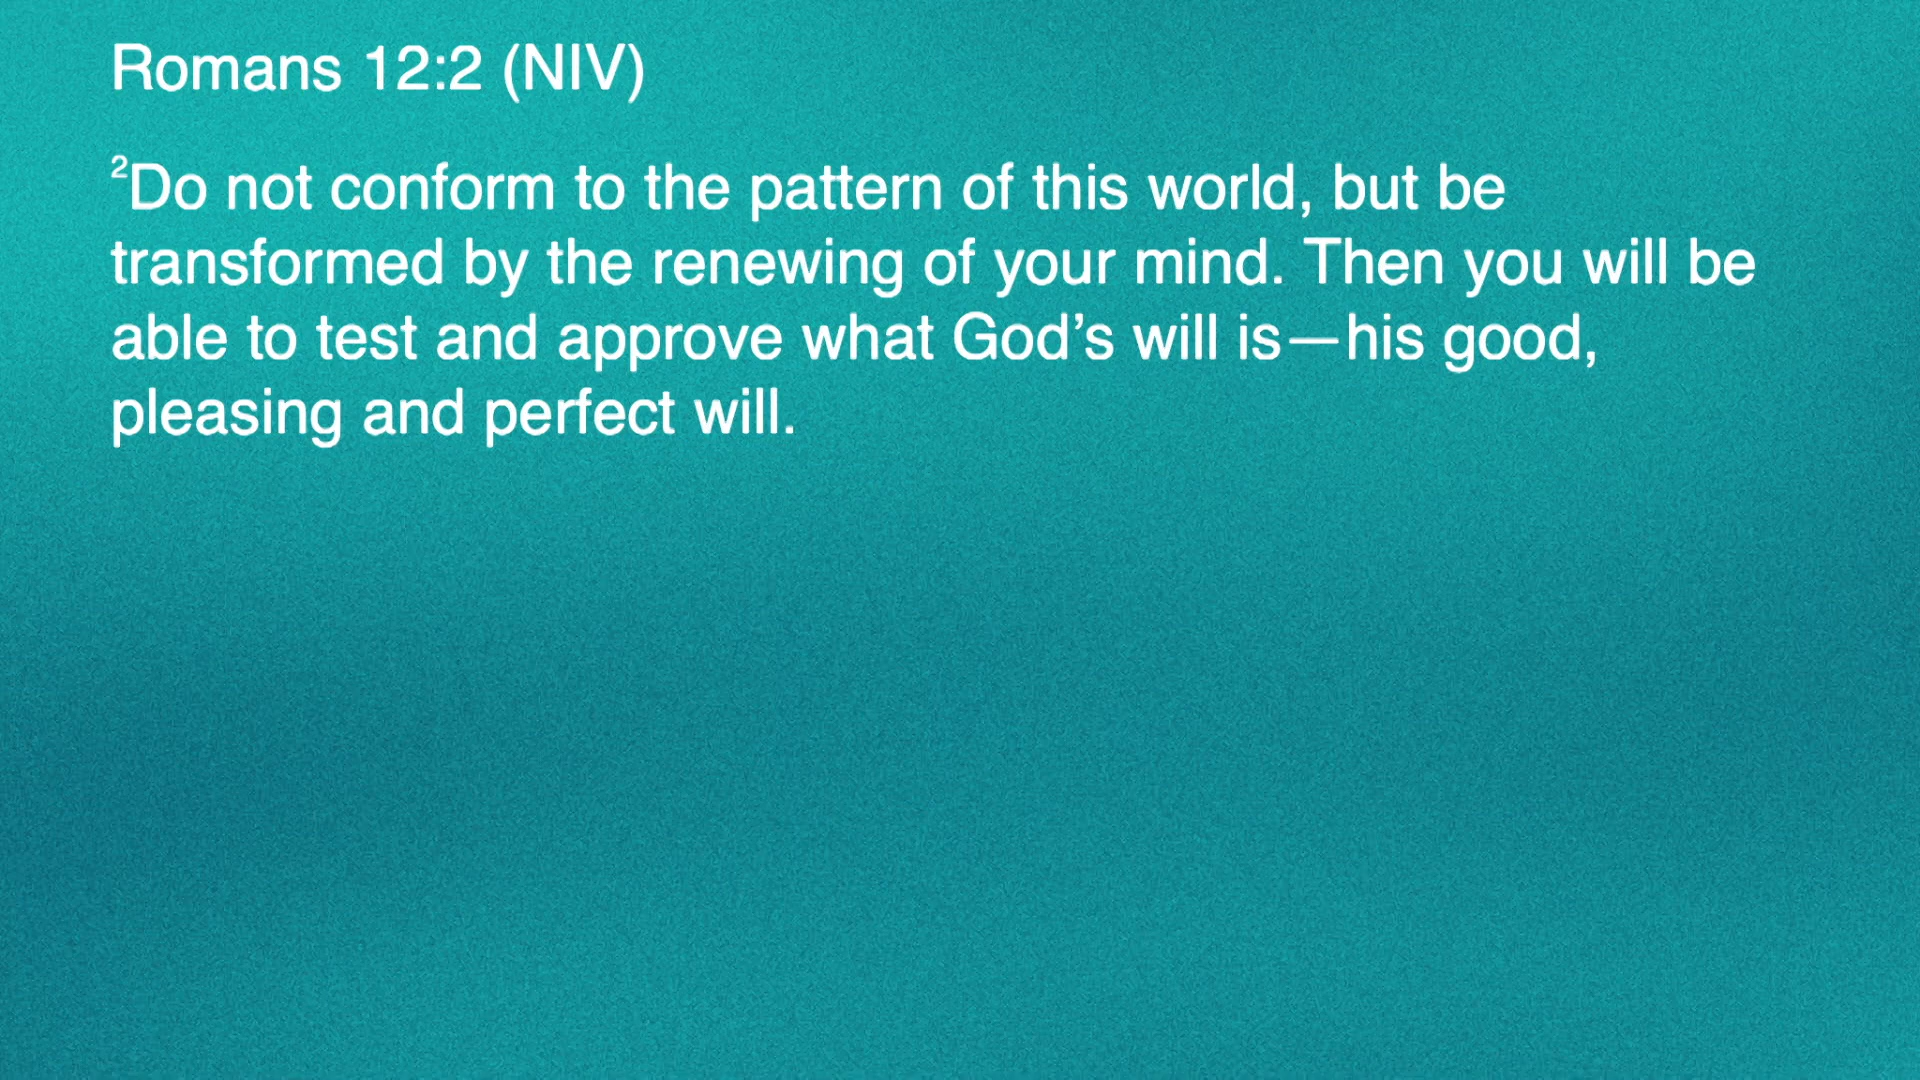 Romans 12:2 (NIV)
²Do not conform to the pattern of this world, but be
transformed by the renewing of your mind. Then you will be
able to test and approve what God’s will is—his good,
pleasing and perfect will.